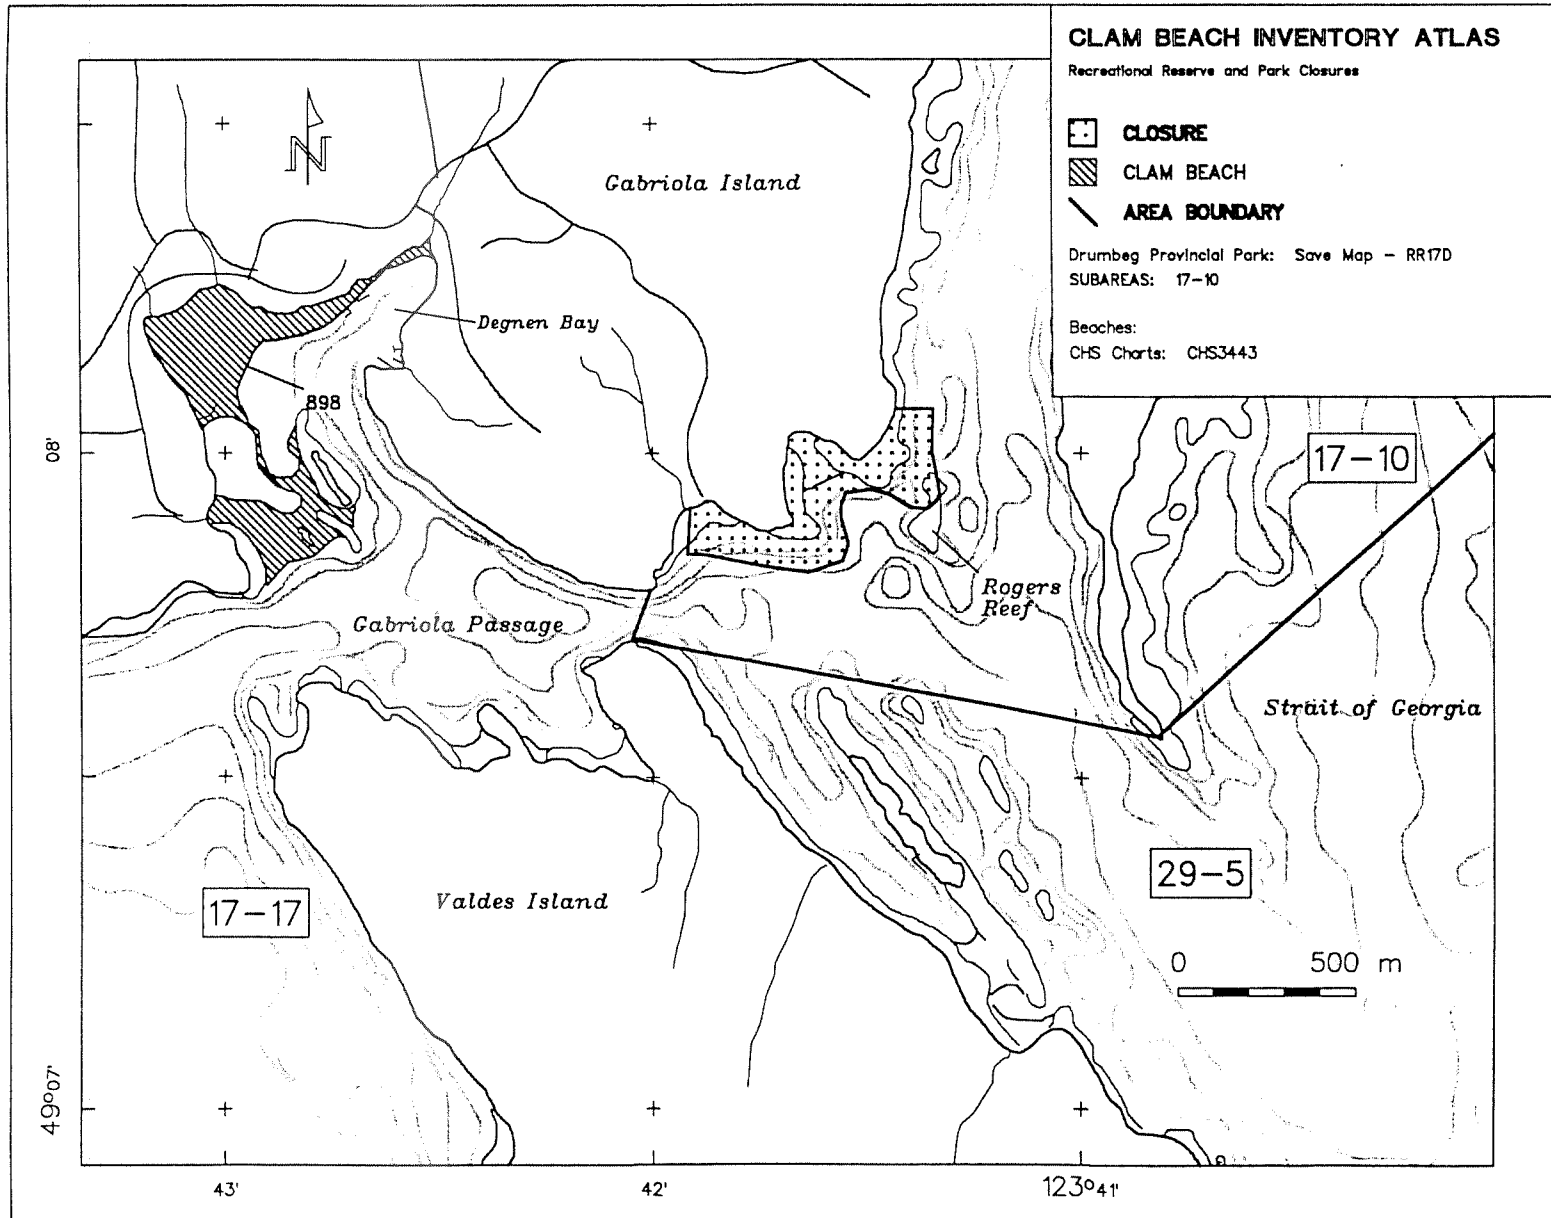 CLAM BEACH INVENTORY ATLAS
Recreational Reserve and Park Closures
CLOSURE
CLAM BEACH
AREA BOUNDARY
Drumbeg Provincial Park: Save Map - RR17D
SUBAREAS: 17-10
Beaches:
CHS Charts: CHS3443
N
Gabriola Island
Degnen Bay
898
08'
17-10
Rogers
Reef
Gabriola Passage
Strait of Georgia
29-5
Valdes Island
17-17
0 500 m
49°07'
43'
42'
123°41'